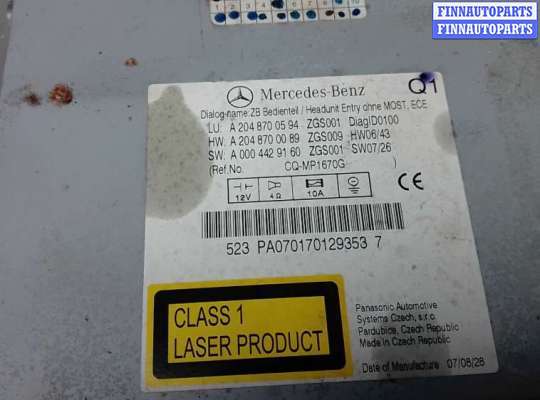 FINNAUTOPARTS
FINNAUTOPARTS
Mercedes-Benz
Q1
Dialog-name:ZB Bedienteil / Headunit Entry ohne MOST, ECE
LU: A 204 870 05 94 ZGS001 DiagID0100
HW: A 204 870 00 89 ZGS009 HW06/43
SW: A 000 442 91 60 ZGS001 SW07/26
(Ref.No. CQ-MP1670G )
12V 4Ω 10A
CE
523 PA070170129353 7
CLASS 1
LASER PRODUCT
Panasonic Automotive
Systems Czech, s.r.o.
Pardubice, Czech Republic
Made in Czech Republic
Date of Manufacture 07/08/28